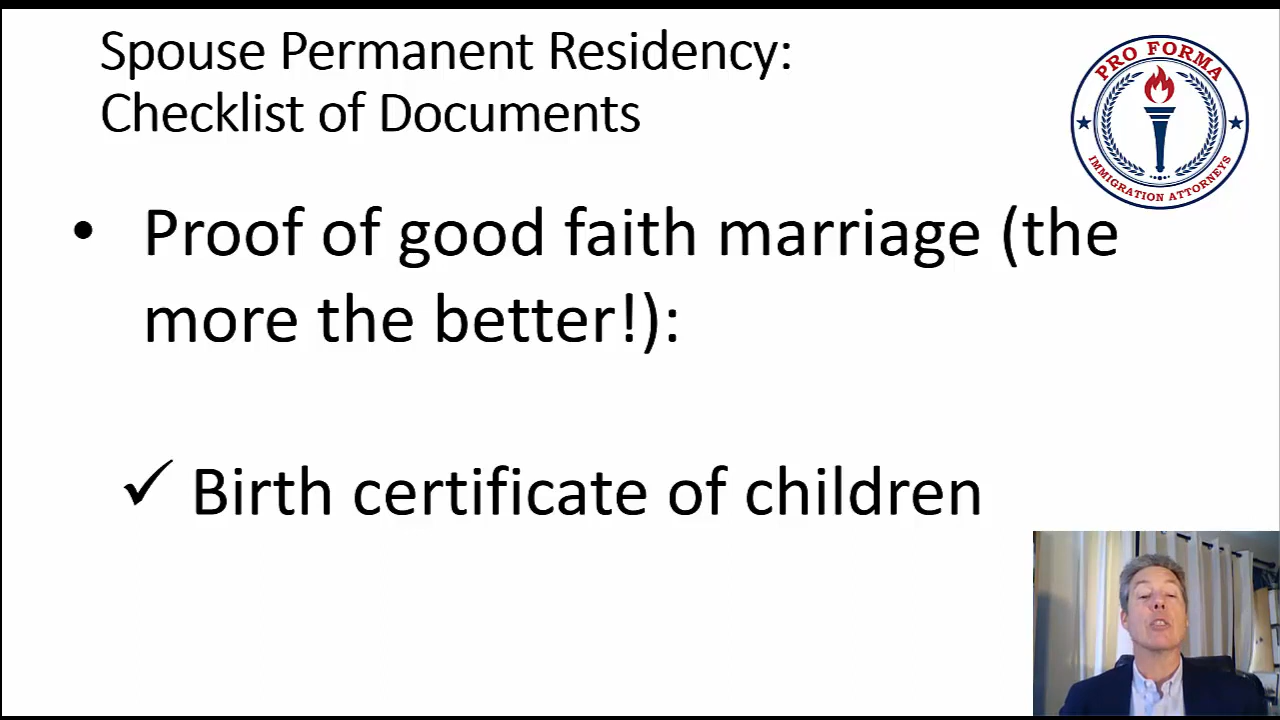 Spouse Permanent Residency:
Checklist of Documents
PRO FORMA
IMMIGRATION ATTORNEYS
• Proof of good faith marriage (the
more the better!):
✓ Birth certificate of children